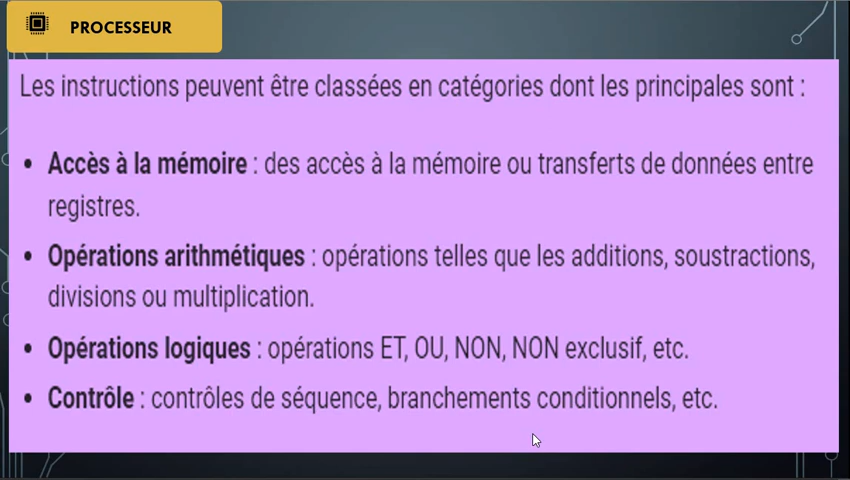 PROCESSEUR
Les instructions peuvent être classées en catégories dont les principales sont :
• Accès à la mémoire : des accès à la mémoire ou transferts de données entre
registres.
• Opérations arithmétiques : opérations telles que les additions, soustractions,
divisions ou multiplication.
• Opérations logiques : opérations ET, OU, NON, NON exclusif, etc.
• Contrôle : contrôles de séquence, branchements conditionnels, etc.